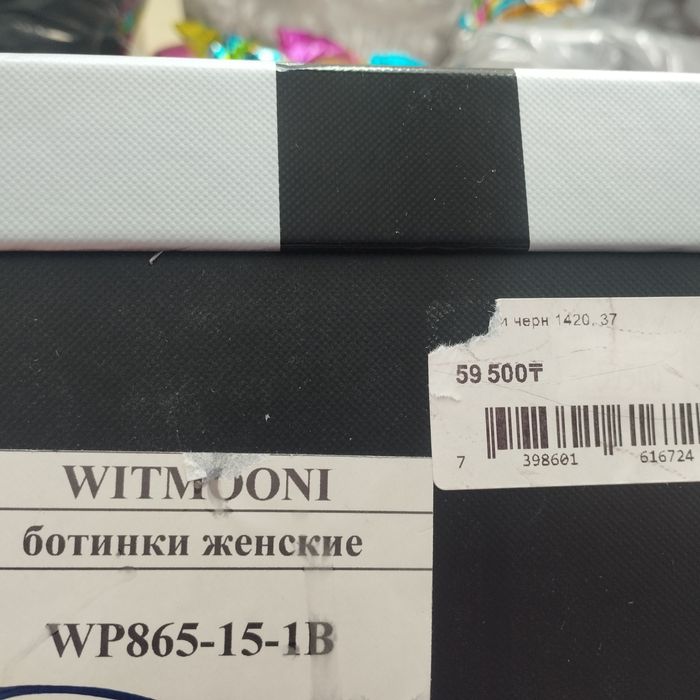 и черн 1420, 37
59 500₸
7 398601 616724
WITMOONI
ботинки женские
WP865-15-1B